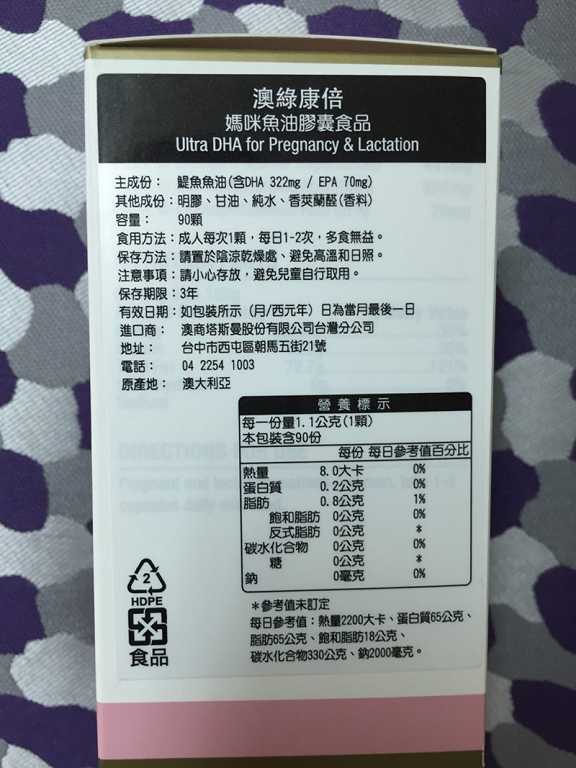 澳綠康倍
媽咪魚油膠囊食品
Ultra DHA for Pregnancy & Lactation
主成份： 鯷魚魚油(含DHA 322mg / EPA 70mg)
其他成份：明膠、甘油、純水、香莢蘭醛(香料)
容量： 90顆
食用方法：成人每次1顆，每日1-2次，多食無益。
保存方法：請置於陰涼乾燥處、避免高溫和日照。
注意事項：請小心存放，避免兒童自行取用。
保存期限：3年
有效日期：如包裝所示（月/西元年）日為當月最後一日
進口商： 澳商塔斯曼股份有限公司台灣分公司
地址： 台中市西屯區朝馬五街21號
電話： 04 2254 1003
原產地： 澳大利亞
營養標示
每一份量1.1公克(1顆)
本包裝含90份
每份 每日參考值百分比
熱量 8.0大卡 0%
蛋白質 0.2公克 0%
脂肪 0.8公克 1%
飽和脂肪 0公克 0%
反式脂肪 0公克 *
碳水化合物 0公克 0%
糖 0公克 *
鈉 0毫克 0%
＊參考值未訂定
每日參考值：熱量2200大卡、蛋白質65公克、
脂肪65公克、飽和脂肪18公克、
碳水化合物330公克、鈉2000毫克。
2
HDPE
食品